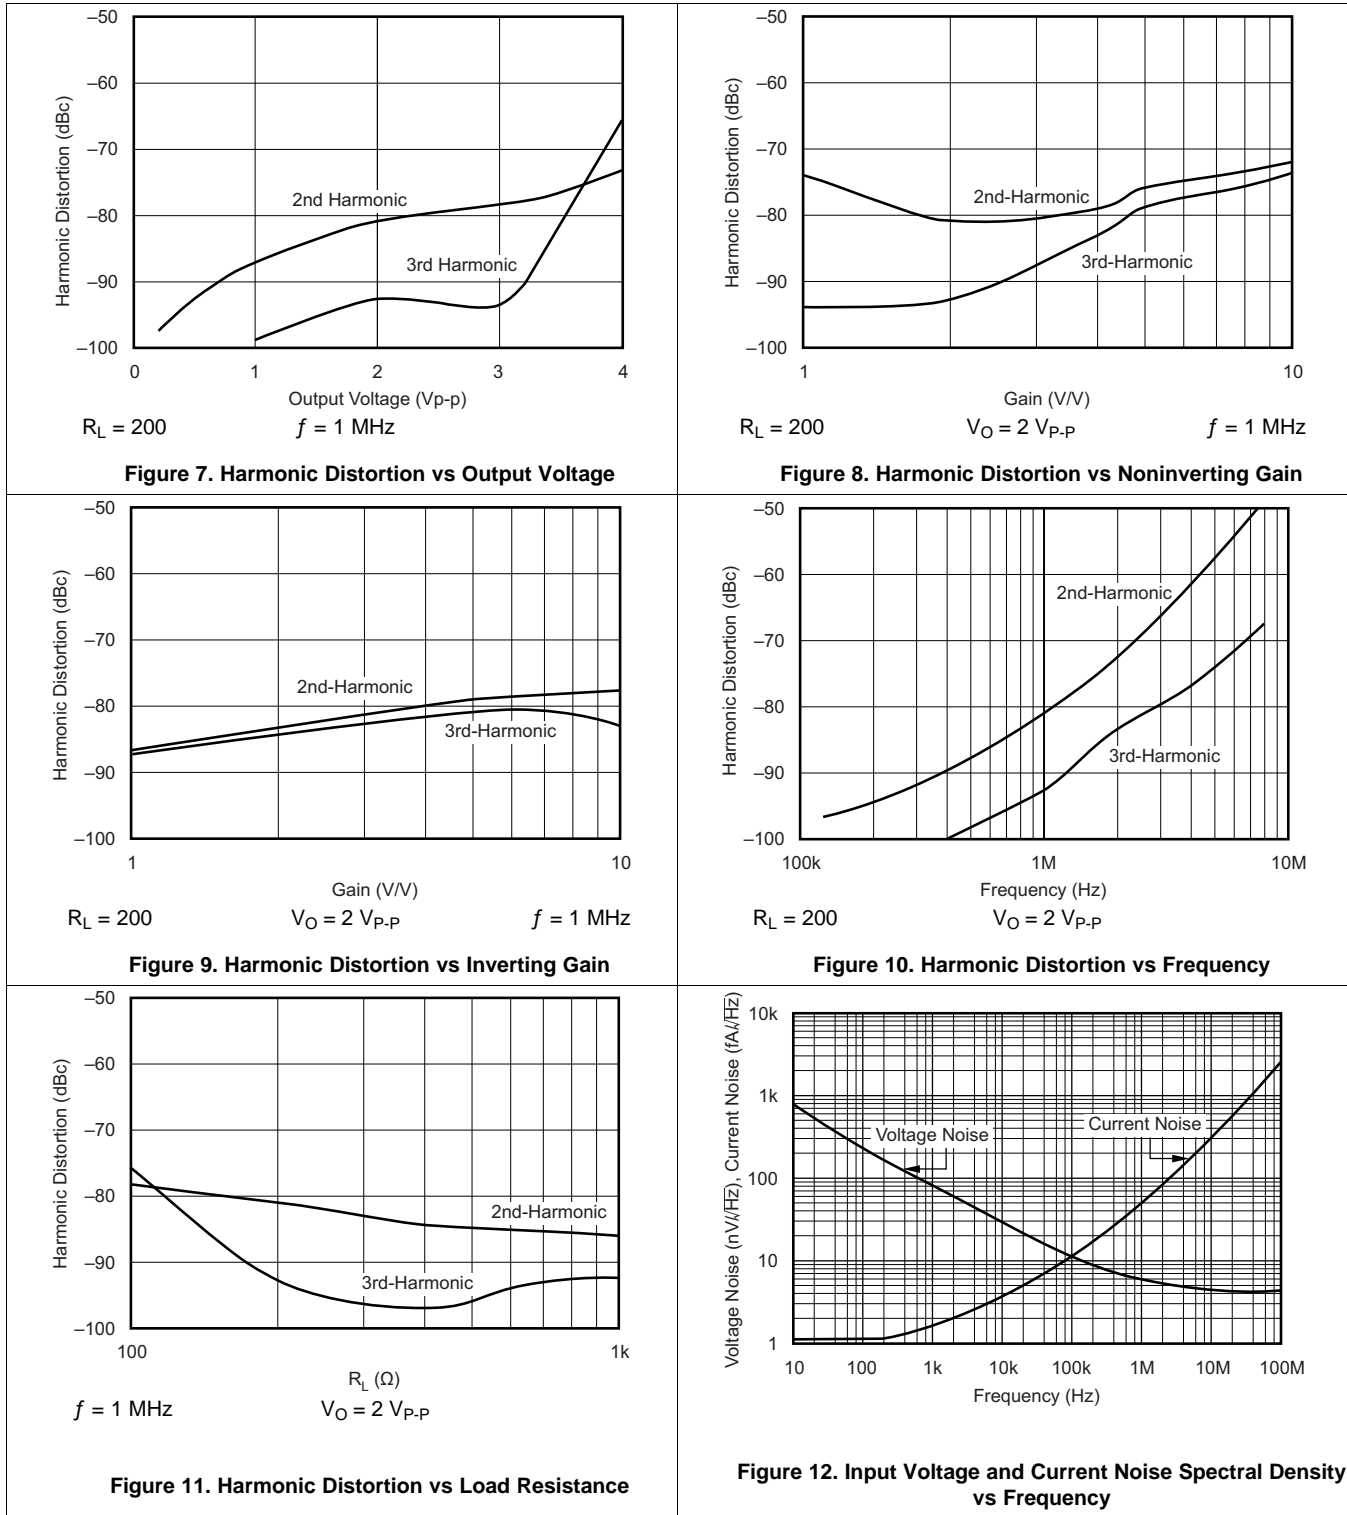 –50
–60
–70
–80
–90
–100
Harmonic Distortion (dBc)
2nd Harmonic
3rd Harmonic
0 1 2 3 4
Output Voltage (Vp-p)
R_L = 200 ƒ = 1 MHz
Figure 7. Harmonic Distortion vs Output Voltage
–50
–60
–70
–80
–90
–100
Harmonic Distortion (dBc)
2nd-Harmonic
3rd-Harmonic
1 10
Gain (V/V)
R_L = 200 V_O = 2 V_P-P ƒ = 1 MHz
Figure 8. Harmonic Distortion vs Noninverting Gain
–50
–60
–70
–80
–90
–100
Harmonic Distortion (dBc)
2nd-Harmonic
3rd-Harmonic
1 10
Gain (V/V)
R_L = 200 V_O = 2 V_P-P ƒ = 1 MHz
Figure 9. Harmonic Distortion vs Inverting Gain
–50
–60
–70
–80
–90
–100
Harmonic Distortion (dBc)
2nd-Harmonic
3rd-Harmonic
100k 1M 10M
Frequency (Hz)
R_L = 200 V_O = 2 V_P-P
Figure 10. Harmonic Distortion vs Frequency
–50
–60
–70
–80
–90
–100
Harmonic Distortion (dBc)
2nd-Harmonic
3rd-Harmonic
100 1k
R_L (Ω)
ƒ = 1 MHz V_O = 2 V_P-P
Figure 11. Harmonic Distortion vs Load Resistance
10k
1k
100
10
1
Voltage Noise (nV/√Hz), Current Noise (fA/√Hz)
Voltage Noise
Current Noise
10 100 1k 10k 100k 1M 10M 100M
Frequency (Hz)
Figure 12. Input Voltage and Current Noise Spectral Density
vs Frequency